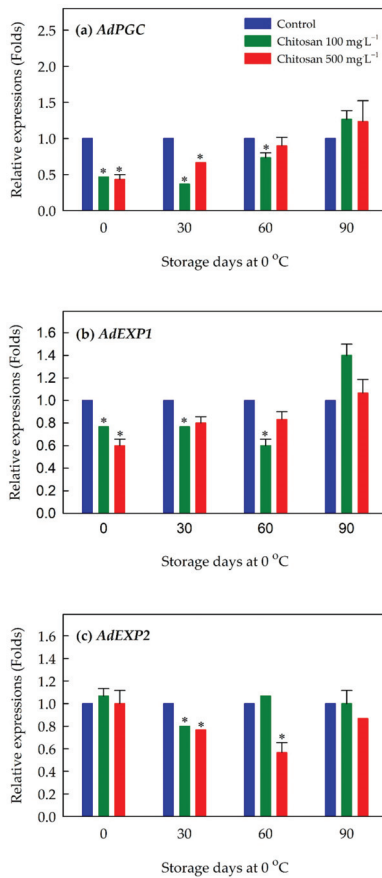 (a) AdPGC
Control
Chitosan 100 mg L⁻¹
Chitosan 500 mg L⁻¹
Relative expressions (Folds)
2.5
2.0
1.5
1.0
0.5
0.0
* * * * *
0 30 60 90
Storage days at 0 °C
(b) AdEXP1
Relative expressions (Folds)
1.6
1.4
1.2
1.0
0.8
0.6
0.4
0.2
0.0
* * * *
0 30 60 90
Storage days at 0 °C
(c) AdEXP2
Relative expressions (Folds)
1.6
1.4
1.2
1.0
0.8
0.6
0.4
0.2
0.0
* * *
0 30 60 90
Storage days at 0 °C